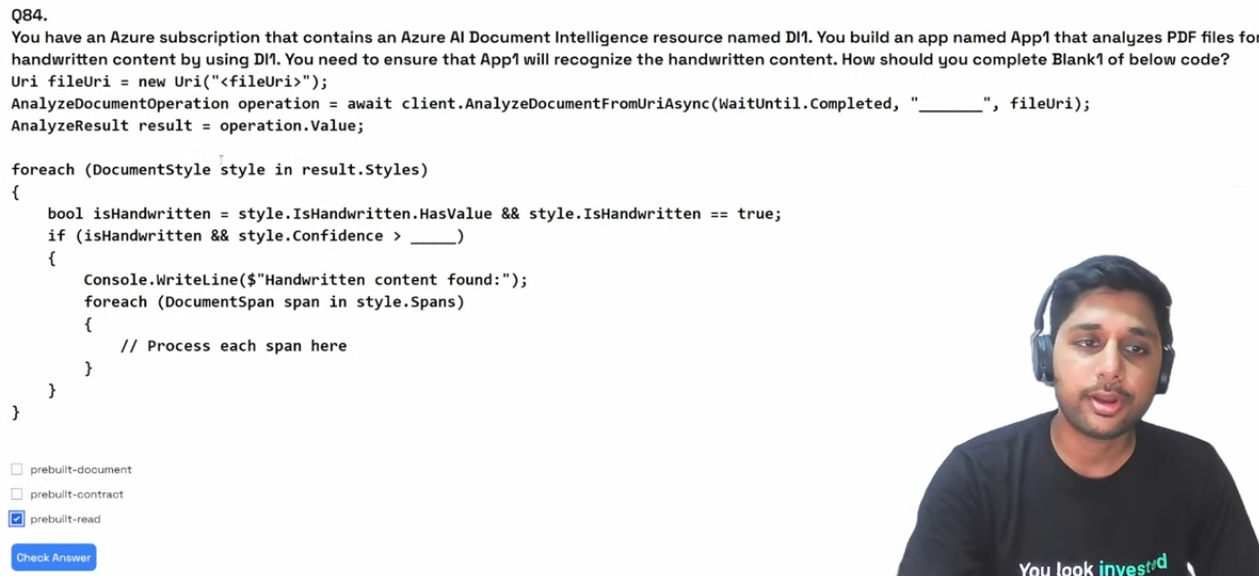 Q84.
You have an Azure subscription that contains an Azure AI Document Intelligence resource named DI1. You build an app named App1 that analyzes PDF files for
handwritten content by using DI1. You need to ensure that App1 will recognize the handwritten content. How should you complete Blank1 of below code?
Uri fileUri = new Uri("<fileUri>");
AnalyzeDocumentOperation operation = await client.AnalyzeDocumentFromUriAsync(WaitUntil.Completed, "_______", fileUri);
AnalyzeResult result = operation.Value;
foreach (DocumentStyle style in result.Styles)
{
bool isHandwritten = style.IsHandwritten.HasValue && style.IsHandwritten == true;
if (isHandwritten && style.Confidence > _____)
{
Console.WriteLine($"Handwritten content found:");
foreach (DocumentSpan span in style.Spans)
{
// Process each span here
}
}
}
prebuilt-document
prebuilt-contract
prebuilt-read
Check Answer
You look invested